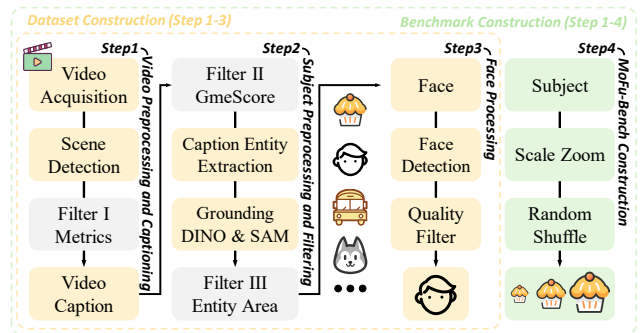 Dataset Construction (Step 1-3)
Benchmark Construction (Step 1-4)
Step1
Video
Acquisition
Scene
Detection
Filter I
Metrics
Video
Caption
Video Preprocessing and Captioning
Step2
Filter II
GmeScore
Caption Entity
Extraction
Grounding
DINO & SAM
Filter III
Entity Area
Subject Preprocessing and Filtering
Step3
Face
Face
Detection
Quality
Filter
Face Processing
Step4
Subject
Scale Zoom
Random
Shuffle
MoFu-Bench Construction